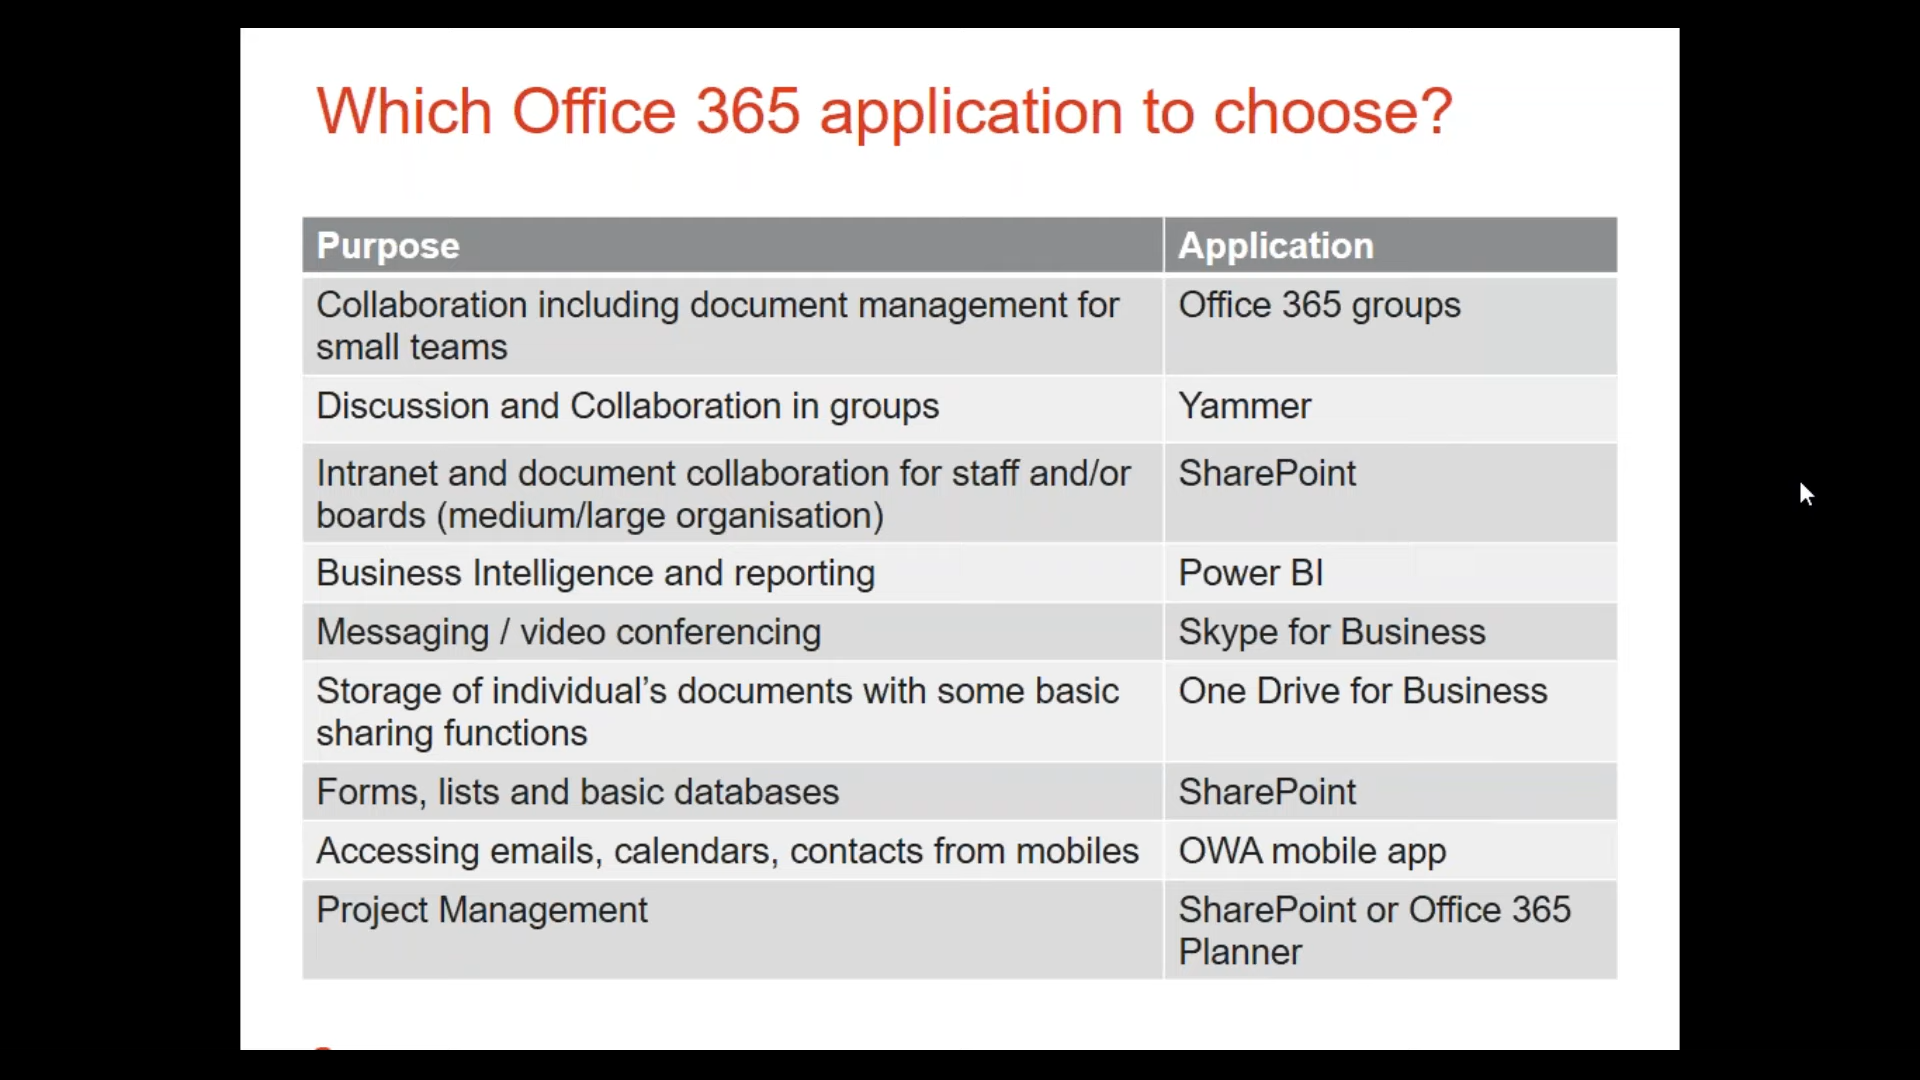 Which Office 365 application to choose?
Purpose
Application
Collaboration including document management for
small teams
Office 365 groups
Discussion and Collaboration in groups
Yammer
Intranet and document collaboration for staff and/or
boards (medium/large organisation)
SharePoint
Business Intelligence and reporting
Power BI
Messaging / video conferencing
Skype for Business
Storage of individual’s documents with some basic
sharing functions
One Drive for Business
Forms, lists and basic databases
SharePoint
Accessing emails, calendars, contacts from mobiles
OWA mobile app
Project Management
SharePoint or Office 365
Planner